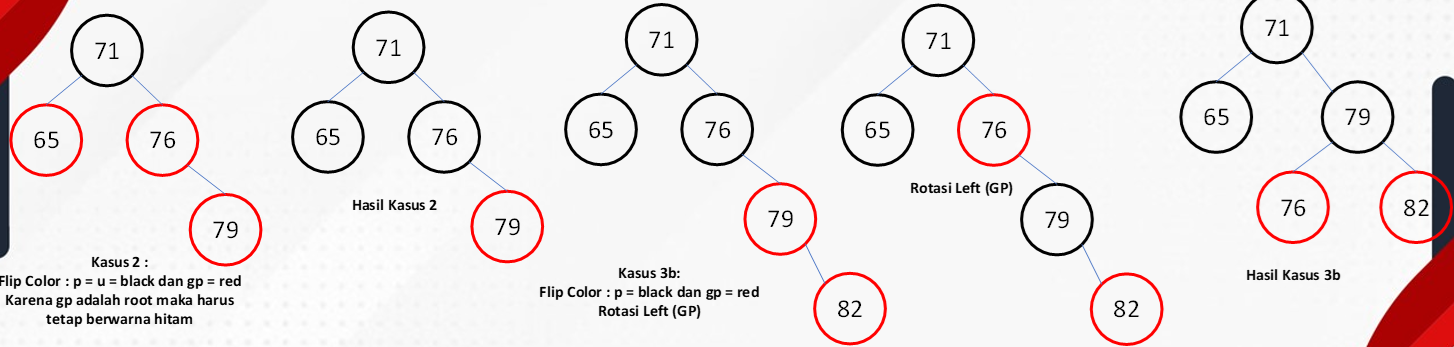 71
65
76
79
Kasus 2 :
Flip Color : p = u = black dan gp = red
Karena gp adalah root maka harus
tetap berwarna hitam
71
65
76
79
Hasil Kasus 2
71
65
76
79
82
Kasus 3b:
Flip Color : p = black dan gp = red
Rotasi Left (GP)
71
65
76
Rotasi Left (GP)
79
82
71
65
79
76
82
Hasil Kasus 3b